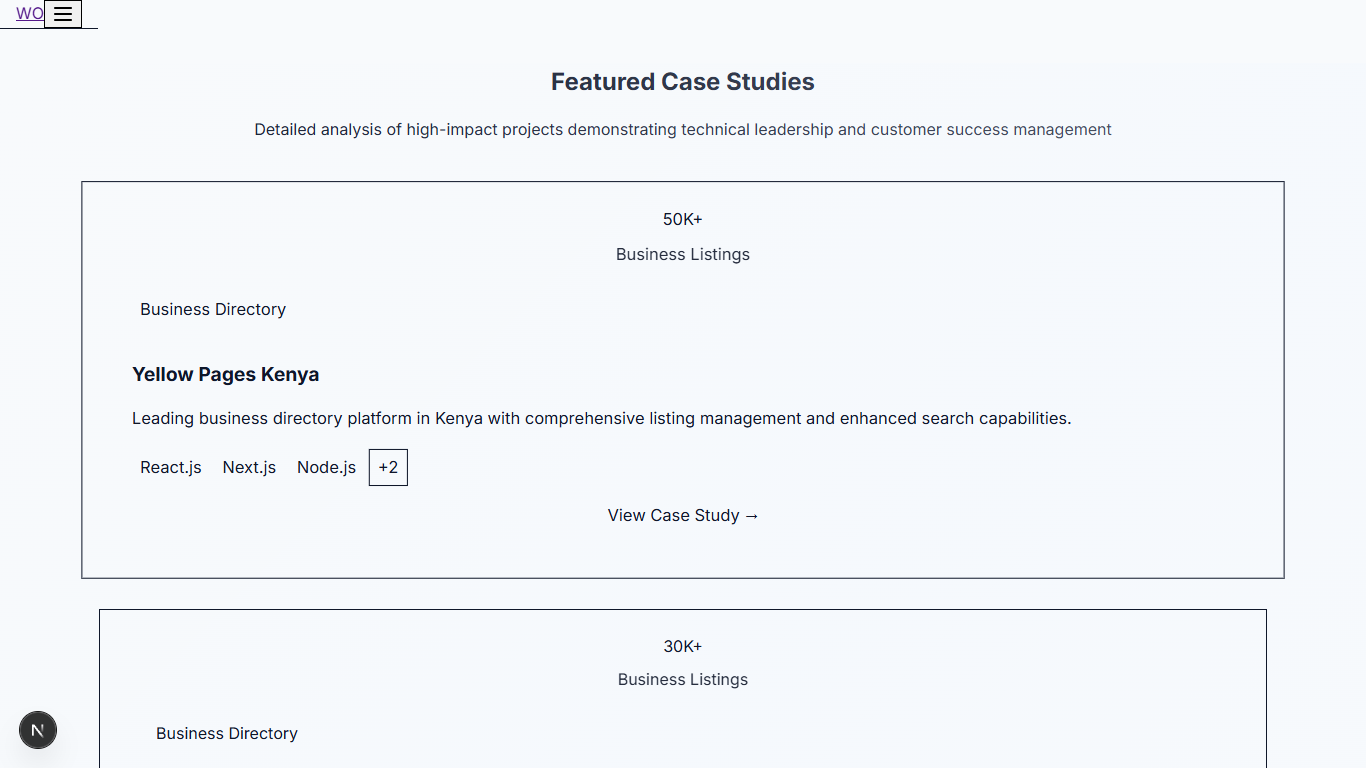 WO
Featured Case Studies
Detailed analysis of high-impact projects demonstrating technical leadership and customer success management
50K+
Business Listings
Business Directory
Yellow Pages Kenya
Leading business directory platform in Kenya with comprehensive listing management and enhanced search capabilities.
React.js Next.js Node.js +2
View Case Study →
30K+
Business Listings
Business Directory
N